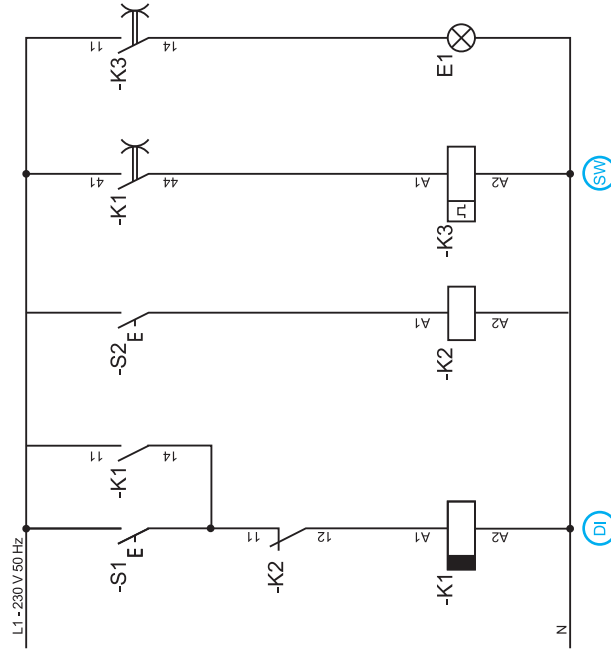 L1 - 230 V 50 Hz
-S1
-K1
11
14
-K2
11
12
-K1
A1
A2
DI
-S2
-K2
A1
A2
-K1
41
44
-K3
A1
A2
SW
-K3
11
14
E1
N